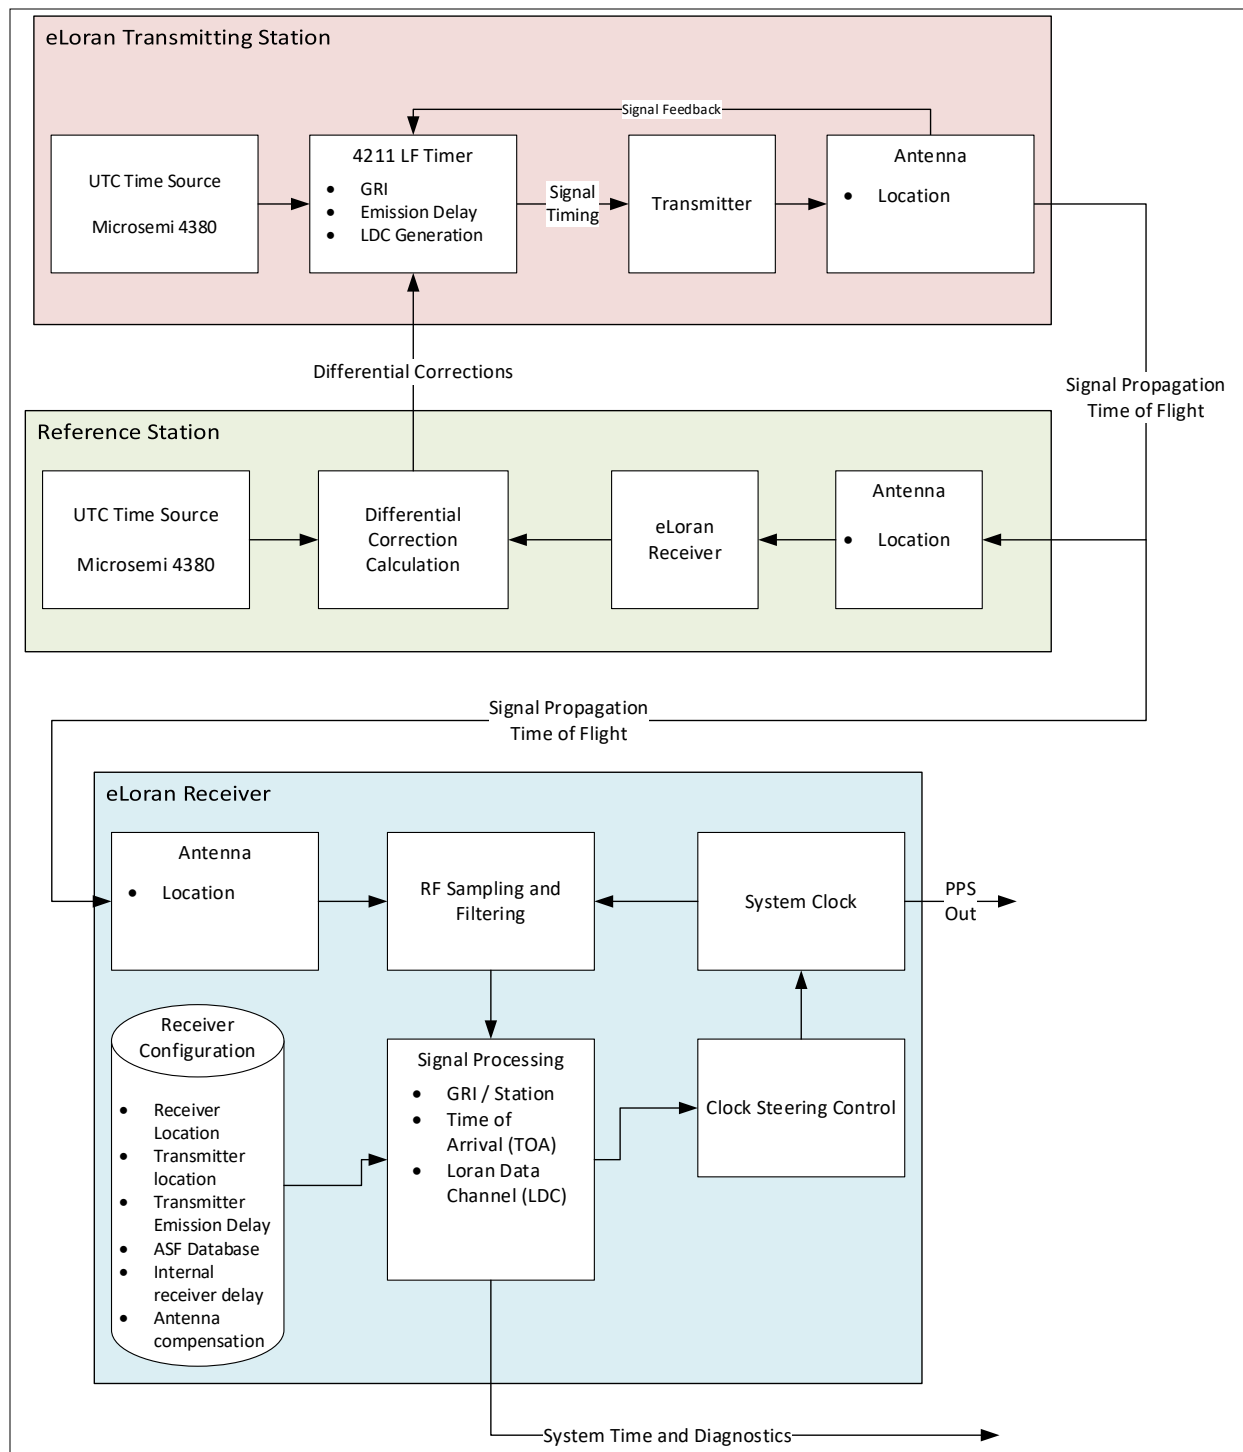 eLoran Transmitting Station
Signal Feedback
UTC Time Source
Microsemi 4380
4211 LF Timer
• GRI
• Emission Delay
• LDC Generation
Signal
Timing
Transmitter
Antenna
• Location
Differential Corrections
Signal Propagation
Time of Flight
Reference Station
UTC Time Source
Microsemi 4380
Differential
Correction
Calculation
eLoran
Receiver
Antenna
• Location
Signal Propagation
Time of Flight
eLoran Receiver
Antenna
• Location
RF Sampling and
Filtering
System Clock
PPS
Out
Receiver
Configuration
• Receiver
Location
• Transmitter
location
• Transmitter
Emission Delay
• ASF Database
• Internal
receiver delay
• Antenna
compensation
Signal Processing
• GRI / Station
• Time of
Arrival (TOA)
• Loran Data
Channel (LDC)
Clock Steering Control
System Time and Diagnostics